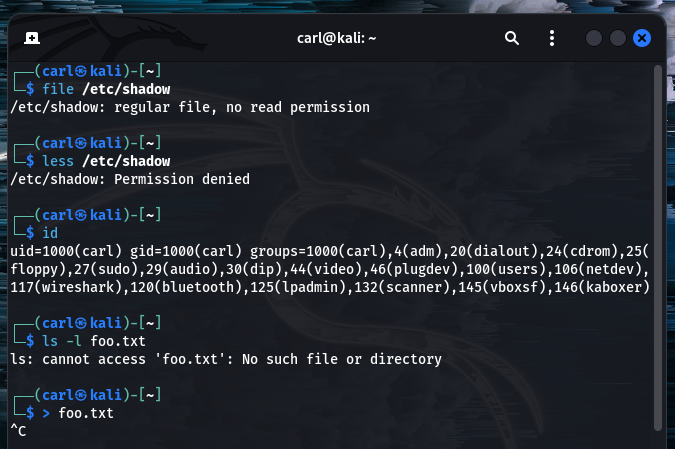 carl@kali: ~
┌──(carl㉿kali)-[~]
└─$ file /etc/shadow
/etc/shadow: regular file, no read permission
┌──(carl㉿kali)-[~]
└─$ less /etc/shadow
/etc/shadow: Permission denied
┌──(carl㉿kali)-[~]
└─$ id
uid=1000(carl) gid=1000(carl) groups=1000(carl),4(adm),20(dialout),24(cdrom),25(
floppy),27(sudo),29(audio),30(dip),44(video),46(plugdev),100(users),106(netdev),
117(wireshark),120(bluetooth),125(lpadmin),132(scanner),145(vboxsf),146(kaboxer)
┌──(carl㉿kali)-[~]
└─$ ls -l foo.txt
ls: cannot access 'foo.txt': No such file or directory
┌──(carl㉿kali)-[~]
└─$ > foo.txt
^C